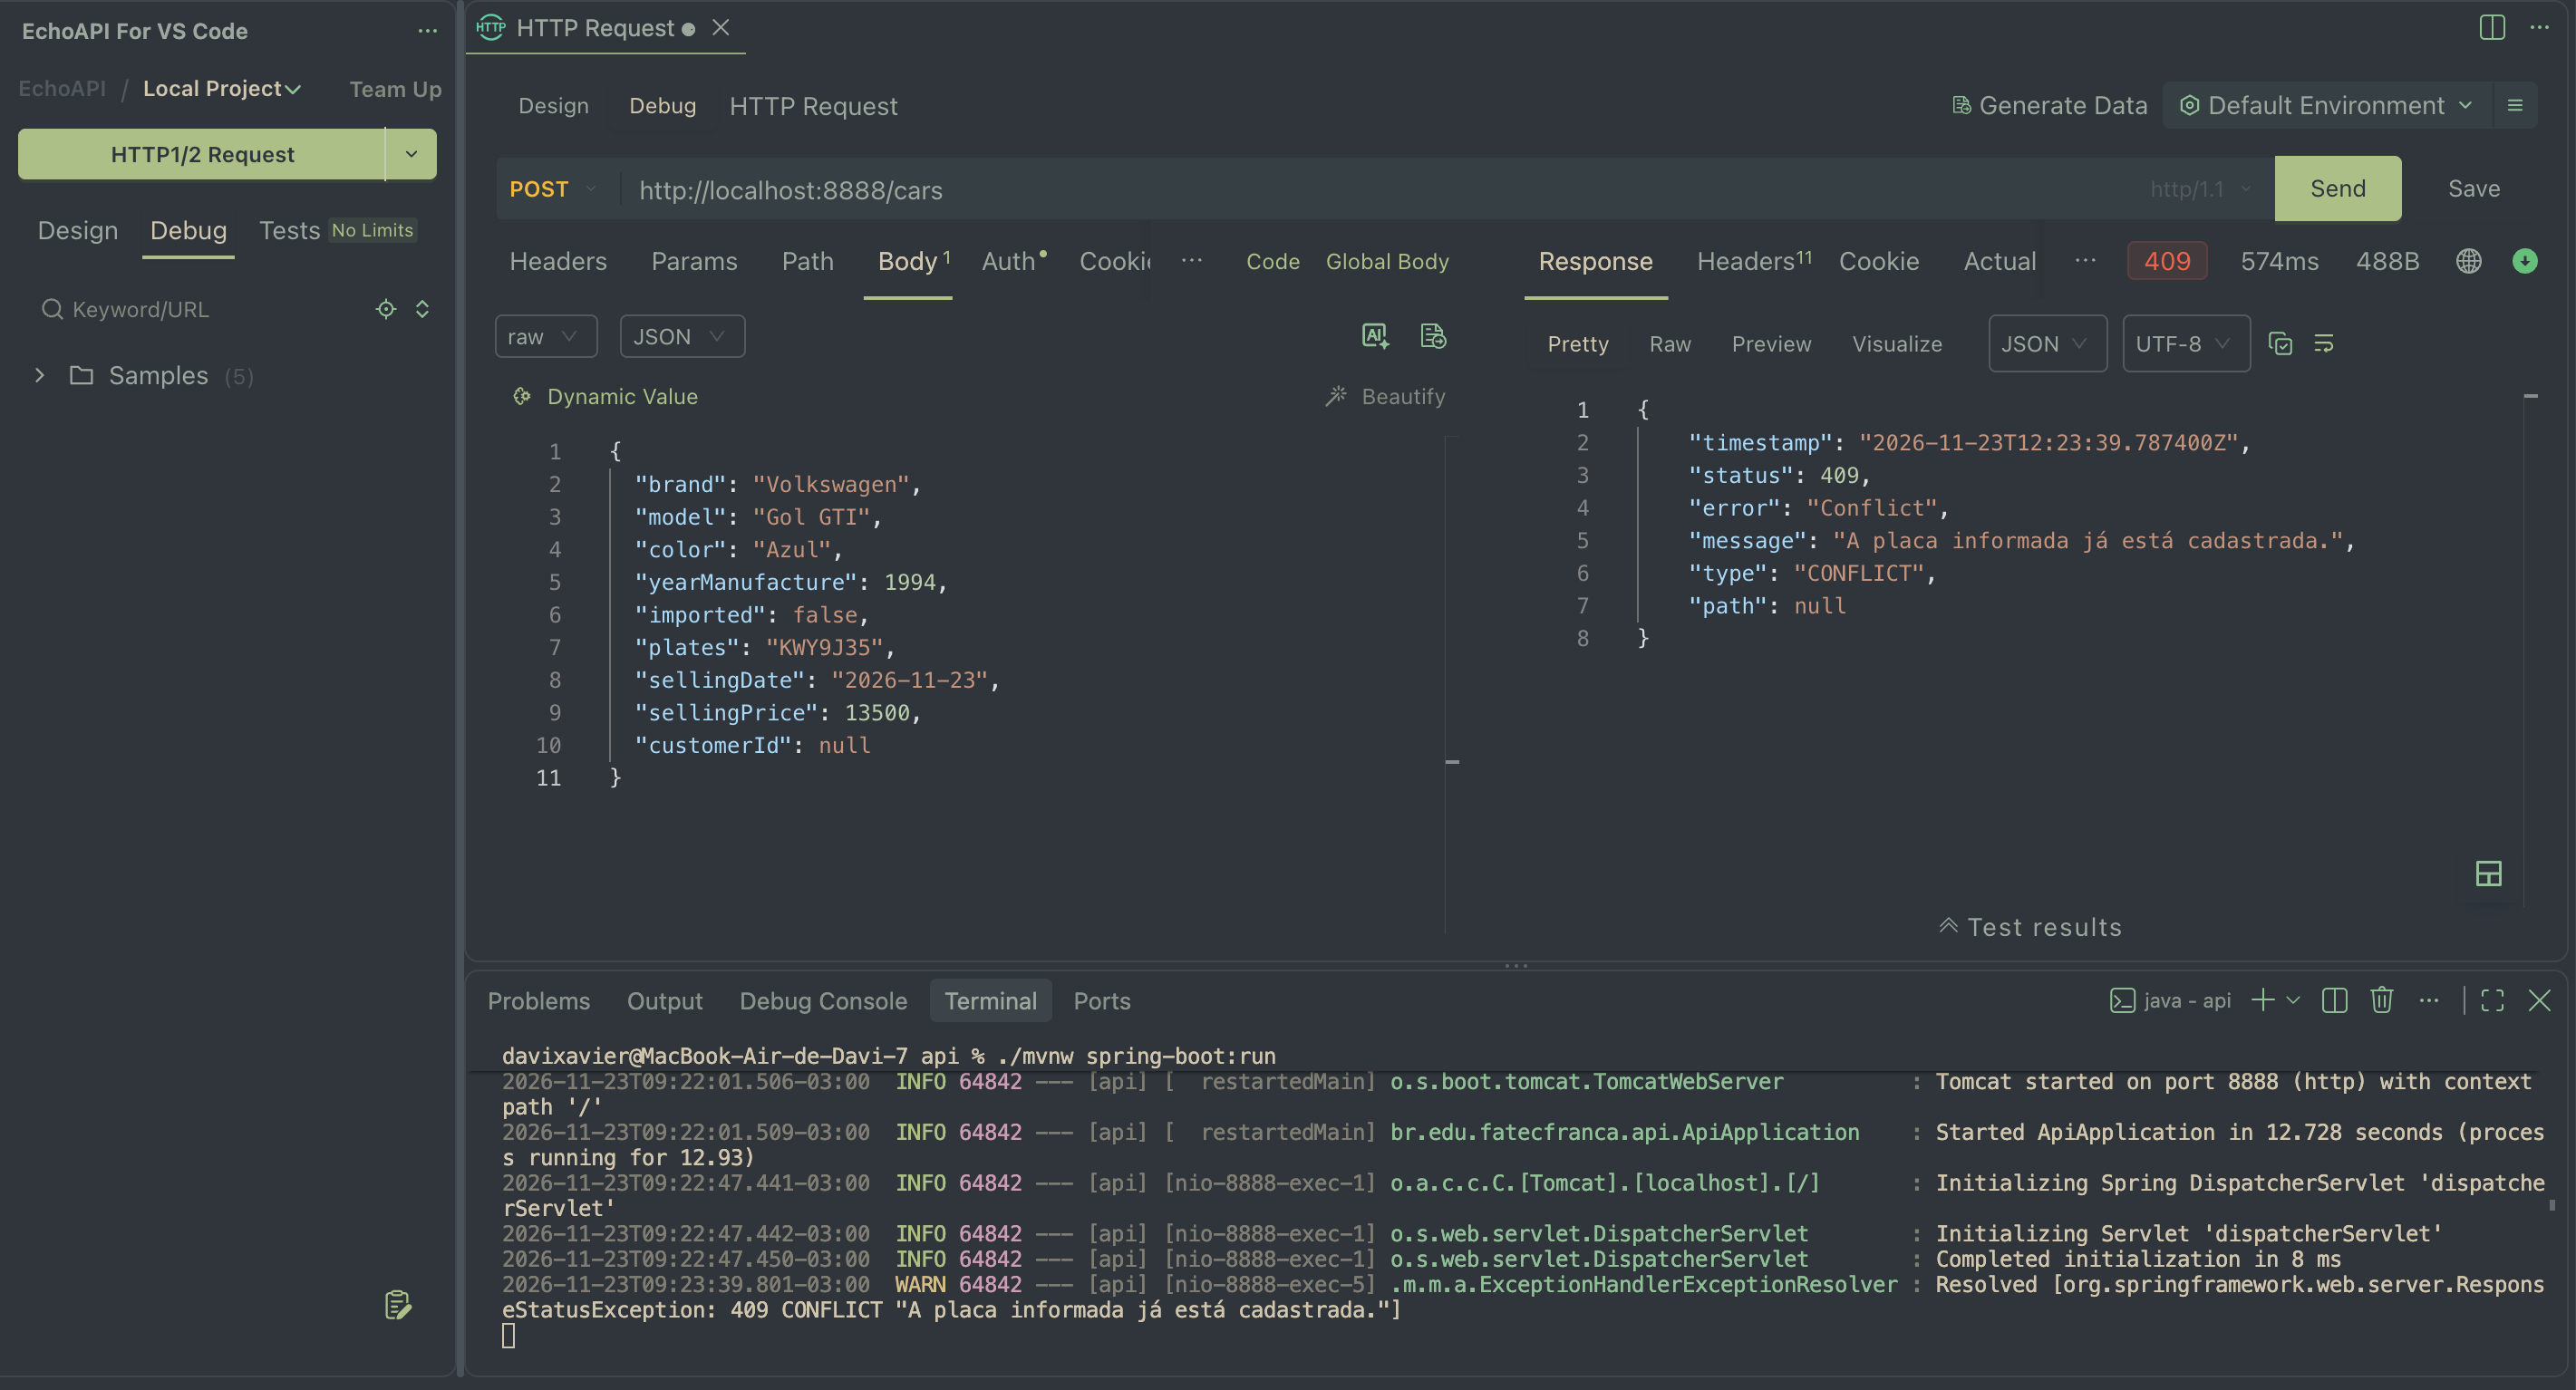 EchoAPI For VS Code
EchoAPI / Local Project Team Up
HTTP1/2 Request
Design Debug Tests No Limits
Keyword/URL
Samples (5)
HTTP HTTP Request
Design Debug HTTP Request Generate Data Default Environment
POST http://localhost:8888/cars http/1.1 Send Save
Headers Params Path Body 1 Auth Cookie Code Global Body
raw JSON
Dynamic Value Beautify
1 {
2 "brand": "Volkswagen",
3 "model": "Gol GTI",
4 "color": "Azul",
5 "yearManufacture": 1994,
6 "imported": false,
7 "plates": "KWY9J35",
8 "sellingDate": "2026-11-23",
9 "sellingPrice": 13500,
10 "customerId": null
11 }
Response Headers 11 Cookie Actual 409 574ms 488B
Pretty Raw Preview Visualize JSON UTF-8
1 {
2 "timestamp": "2026-11-23T12:23:39.787400Z",
3 "status": 409,
4 "error": "Conflict",
5 "message": "A placa informada já está cadastrada.",
6 "type": "CONFLICT",
7 "path": null
8 }
Test results
Problems Output Debug Console Terminal Ports java - api
davixavier@MacBook-Air-de-Davi-7 api % ./mvnw spring-boot:run
2026-11-23T09:22:01.506-03:00 INFO 64842 --- [api] [ restartedMain] o.s.boot.tomcat.TomcatWebServer : Tomcat started on port 8888 (http) with context
path '/'
2026-11-23T09:22:01.509-03:00 INFO 64842 --- [api] [ restartedMain] br.edu.fatecfranca.api.ApiApplication : Started ApiApplication in 12.728 seconds (proces
s running for 12.93)
2026-11-23T09:22:47.441-03:00 INFO 64842 --- [api] [nio-8888-exec-1] o.a.c.c.C.[Tomcat].[localhost].[/] : Initializing Spring DispatcherServlet 'dispatche
rServlet'
2026-11-23T09:22:47.442-03:00 INFO 64842 --- [api] [nio-8888-exec-1] o.s.web.servlet.DispatcherServlet : Initializing Servlet 'dispatcherServlet'
2026-11-23T09:22:47.450-03:00 INFO 64842 --- [api] [nio-8888-exec-1] o.s.web.servlet.DispatcherServlet : Completed initialization in 8 ms
2026-11-23T09:23:39.801-03:00 WARN 64842 --- [api] [nio-8888-exec-5] .m.m.a.ExceptionHandlerExceptionResolver : Resolved [org.springframework.web.server.Respons
eStatusException: 409 CONFLICT "A placa informada já está cadastrada."]